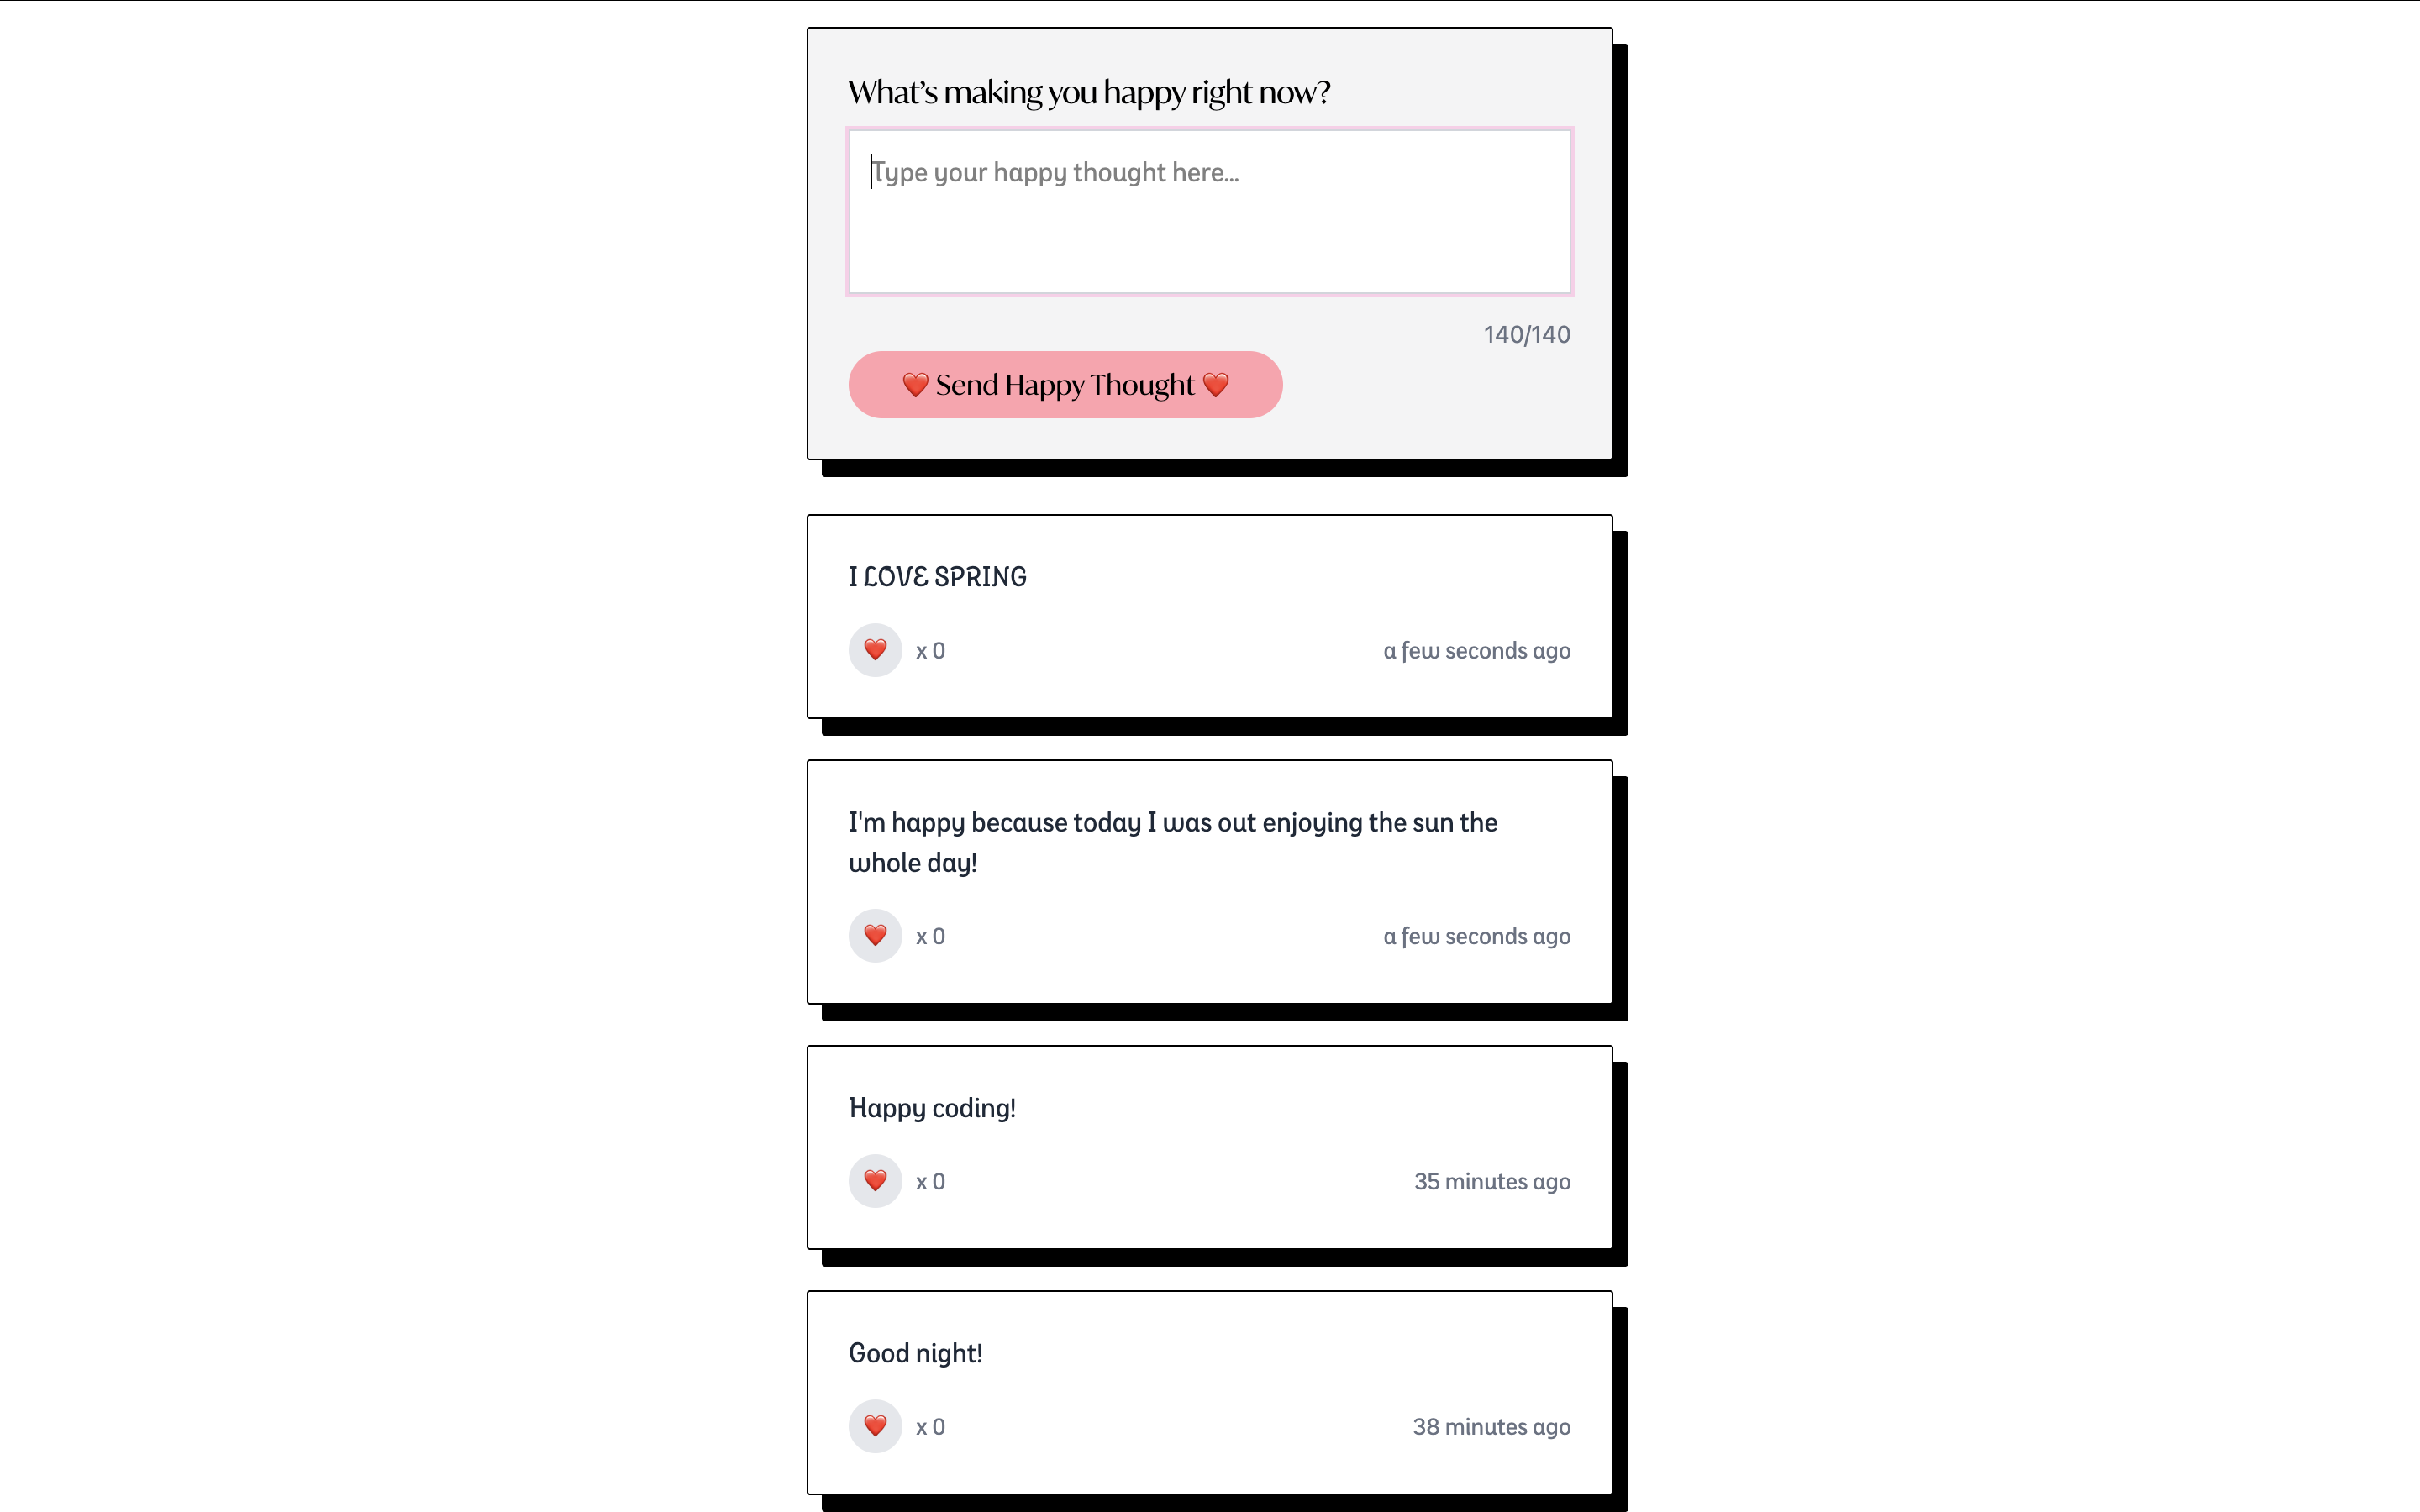 What's making you happy right now?
Type your happy thought here...
140/140
❤️ Send Happy Thought ❤️
I LOVE SPRING
x 0
a few seconds ago
I'm happy because today I was out enjoying the sun the
whole day!
x 0
a few seconds ago
Happy coding!
x 0
35 minutes ago
Good night!
x 0
38 minutes ago